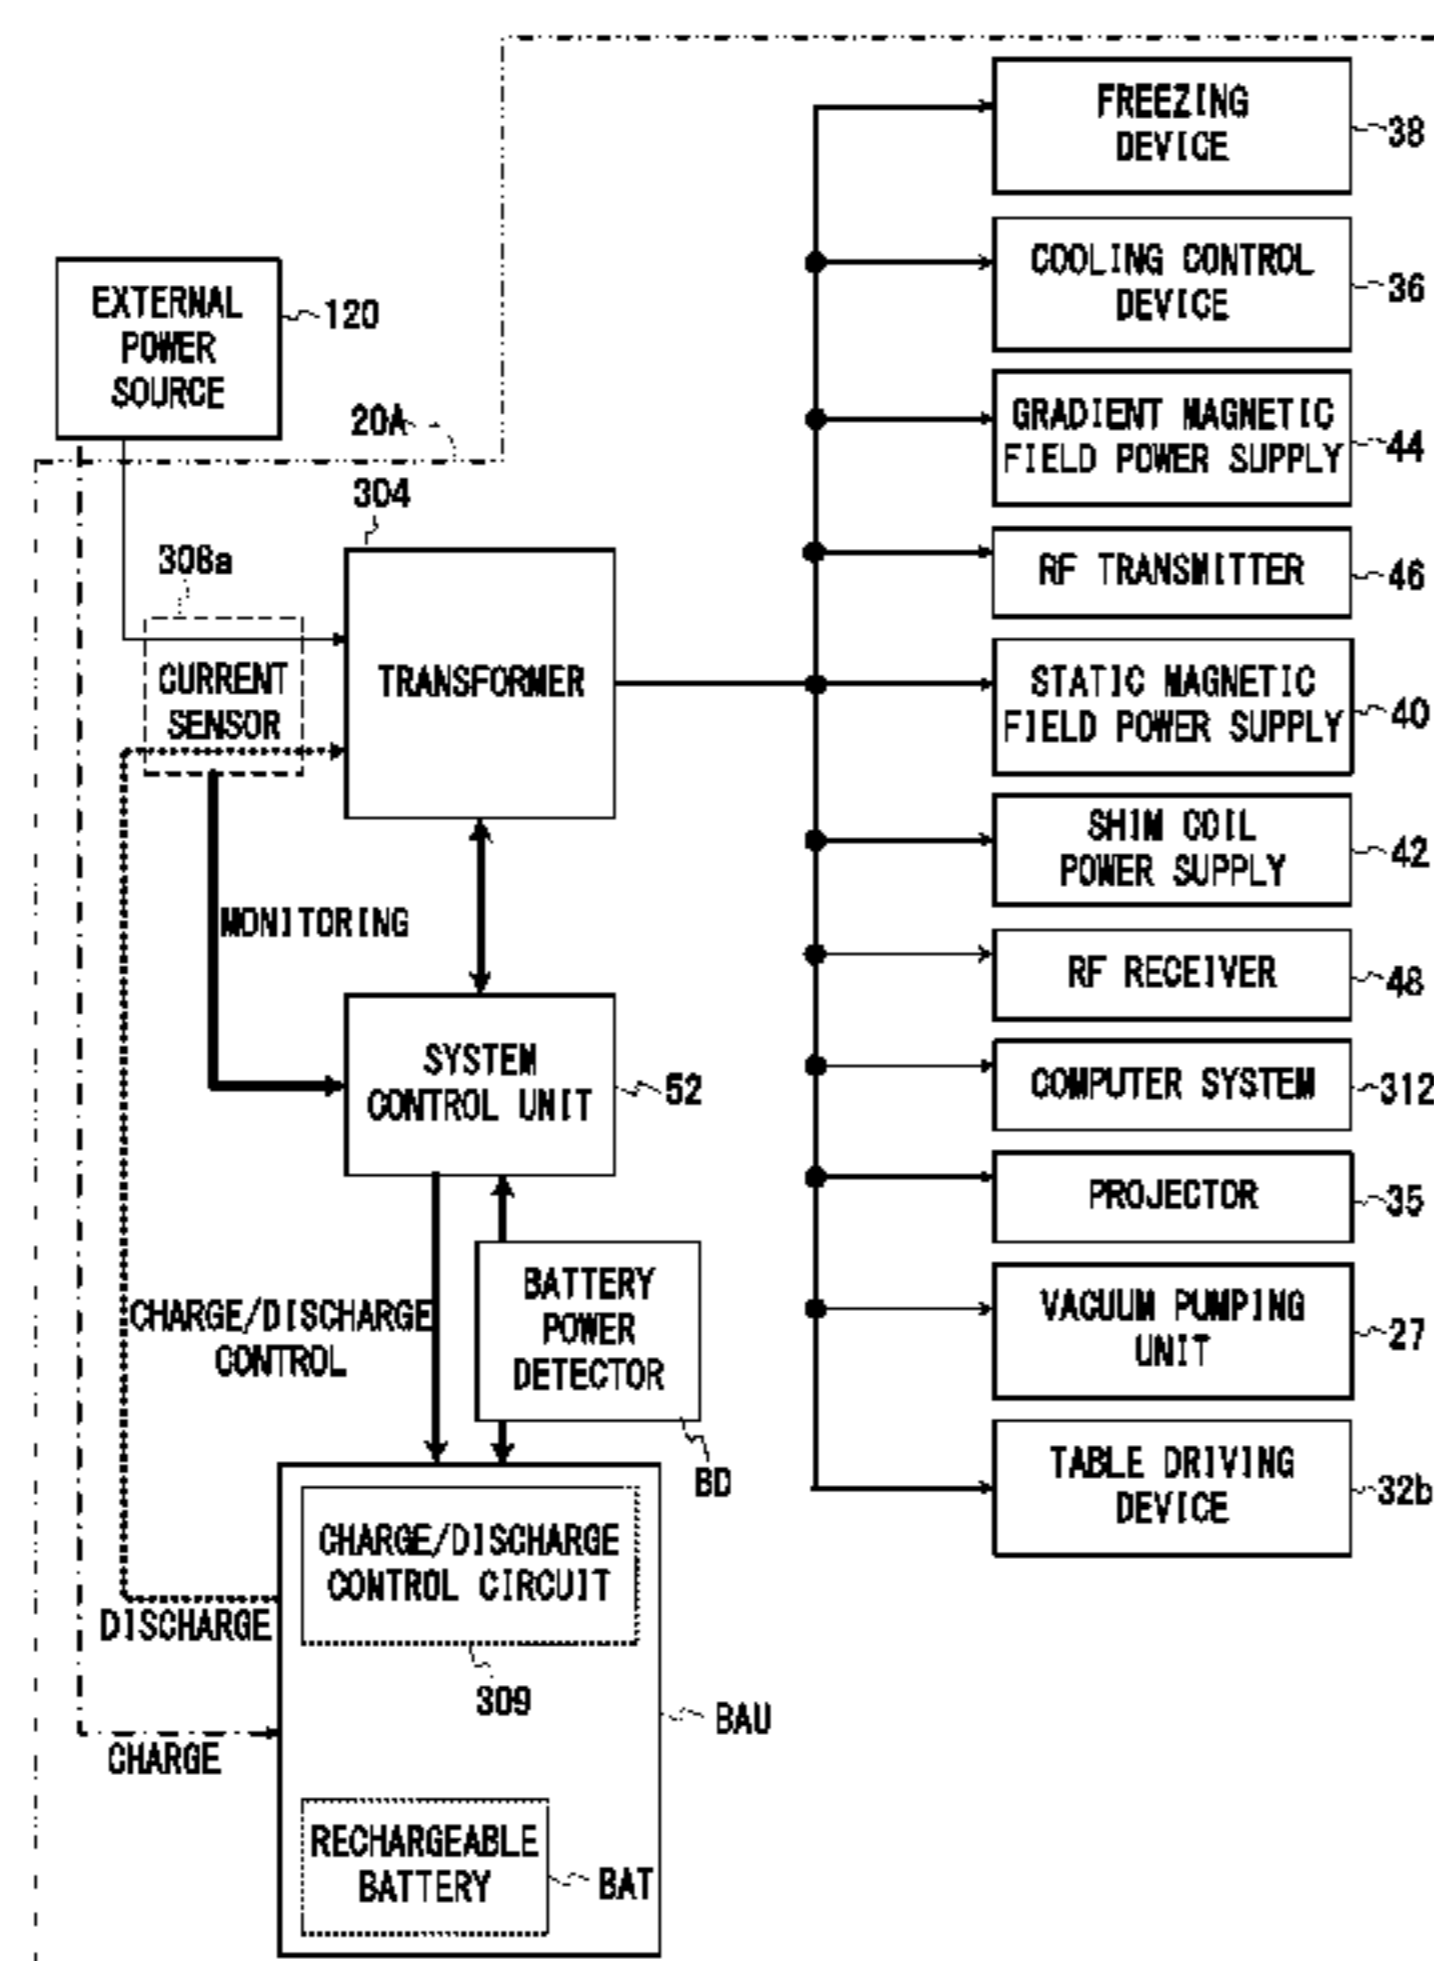 FREEZING
DEVICE
38
COOLING CONTROL
DEVICE
36
EXTERNAL
POWER
SOURCE
120
GRADIENT MAGNETIC
FIELD POWER SUPPLY
44
20A
304
306a
RF TRANSMITTER
46
CURRENT
SENSOR
TRANSFORMER
STATIC MAGNETIC
FIELD POWER SUPPLY
40
SHIM COIL
POWER SUPPLY
42
MONITORING
RF RECEIVER
48
SYSTEM
CONTROL UNIT
52
COMPUTER SYSTEM
312
PROJECTOR
35
CHARGE/DISCHARGE
CONTROL
BATTERY
POWER
DETECTOR
BD
VACUUM PUMPING
UNIT
27
TABLE DRIVING
DEVICE
32b
CHARGE/DISCHARGE
CONTROL CIRCUIT
309
DISCHARGE
BAU
CHARGE
RECHARGEABLE
BATTERY
BAT